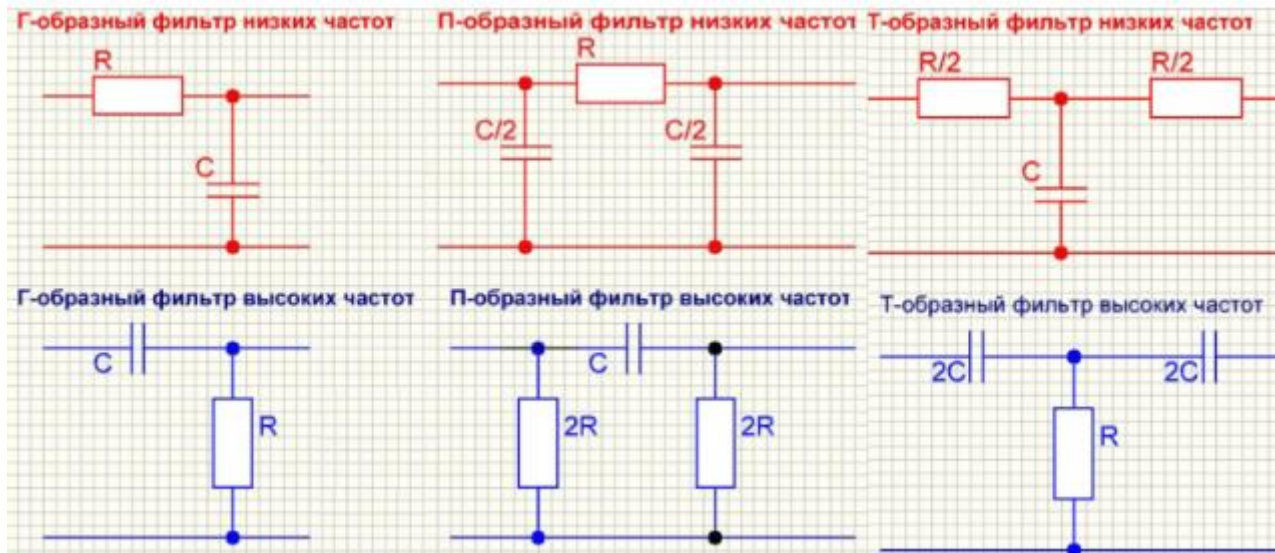 Г-образный фильтр низких частот
R
C
П-образный фильтр низких частот
R
C/2
C/2
Т-образный фильтр низких частот
R/2
R/2
C
Г-образный фильтр высоких частот
C
R
П-образный фильтр высоких частот
C
2R
2R
Т-образный фильтр высоких частот
2C
2C
R